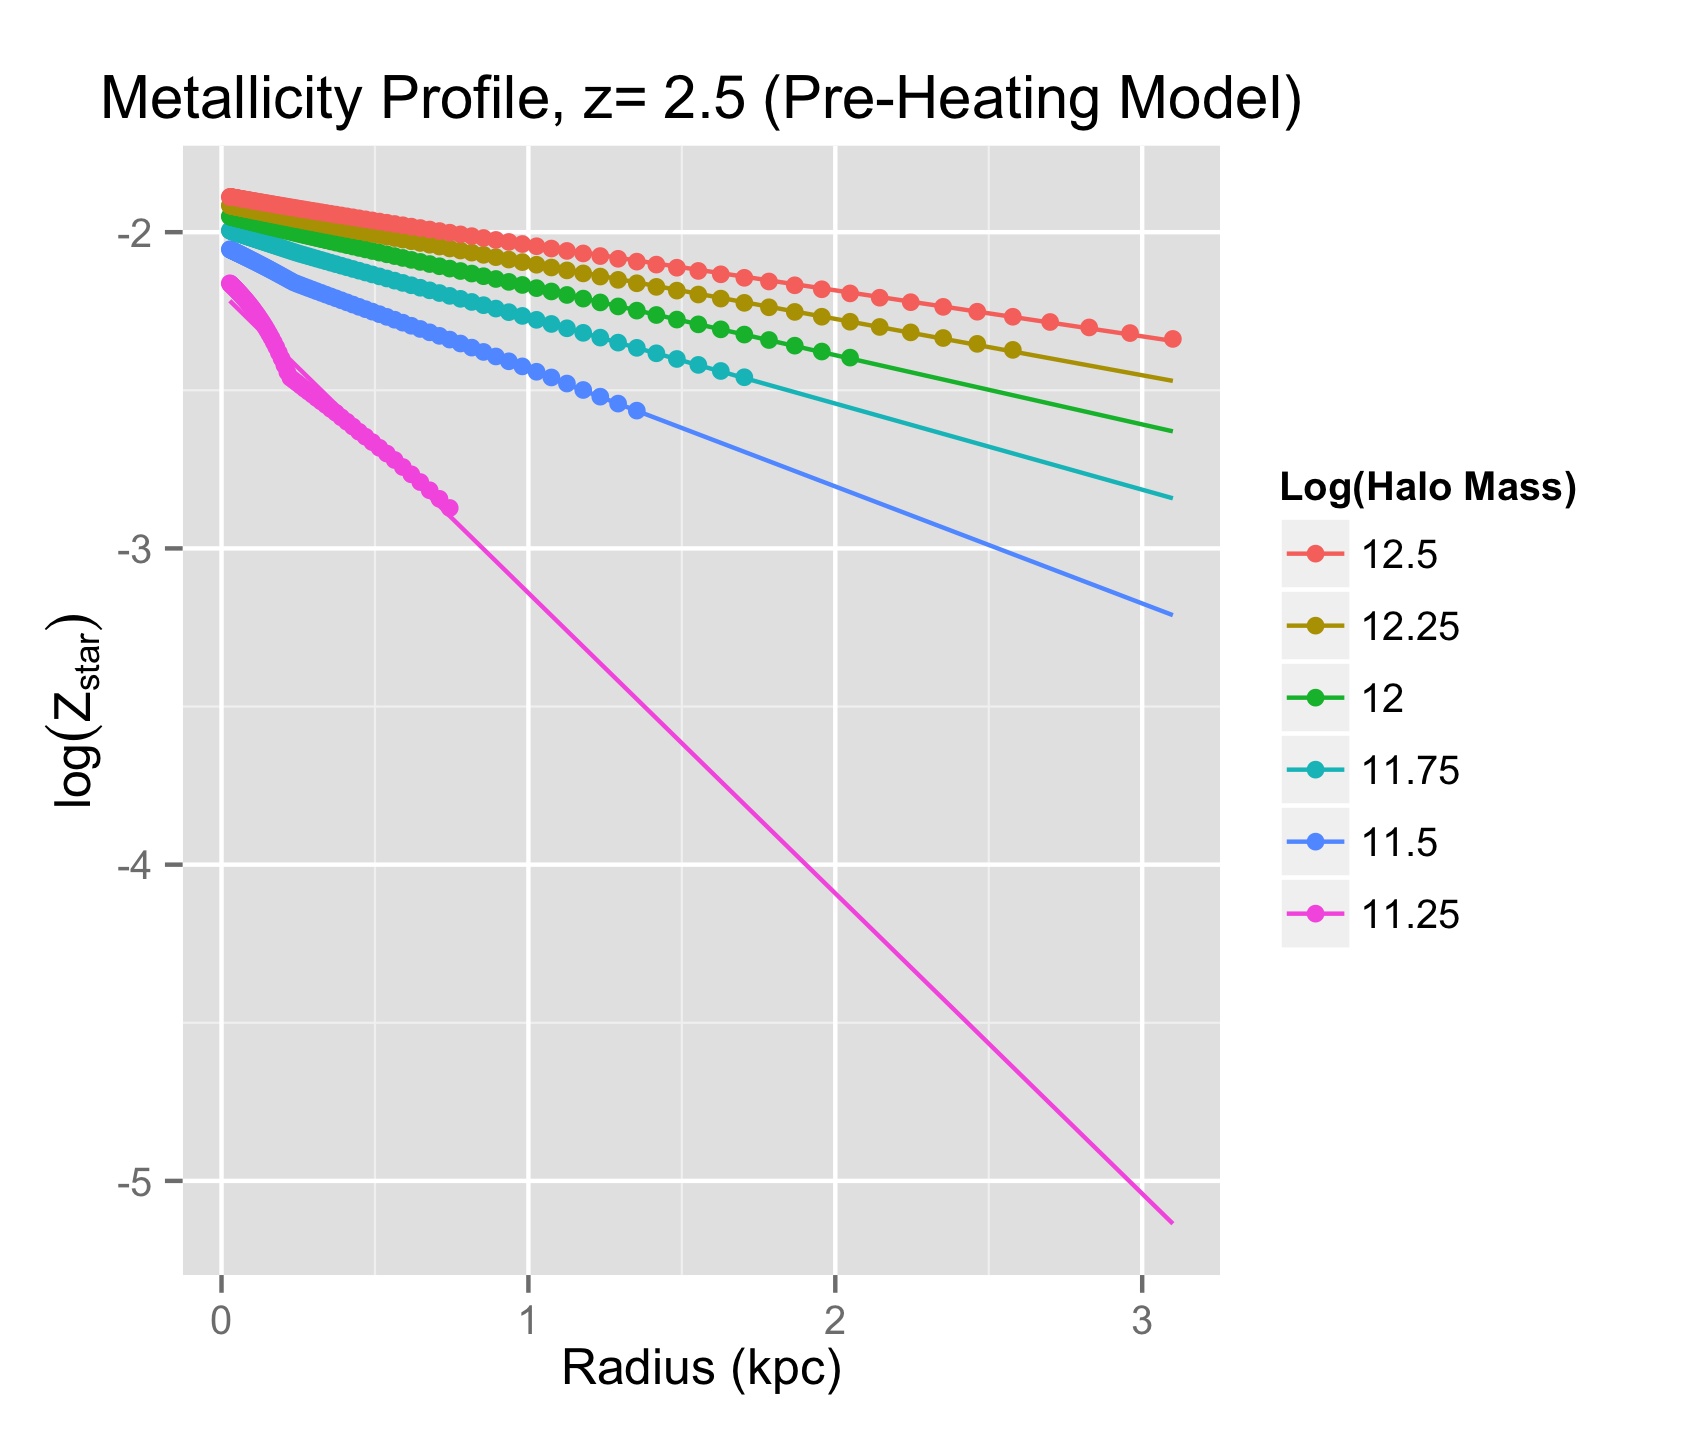 Metallicity Profile, z= 2.5 (Pre-Heating Model)
-2
-3
-4
-5
log(Zstar)
0 1 2 3
Radius (kpc)
Log(Halo Mass)
12.5
12.25
12
11.75
11.5
11.25